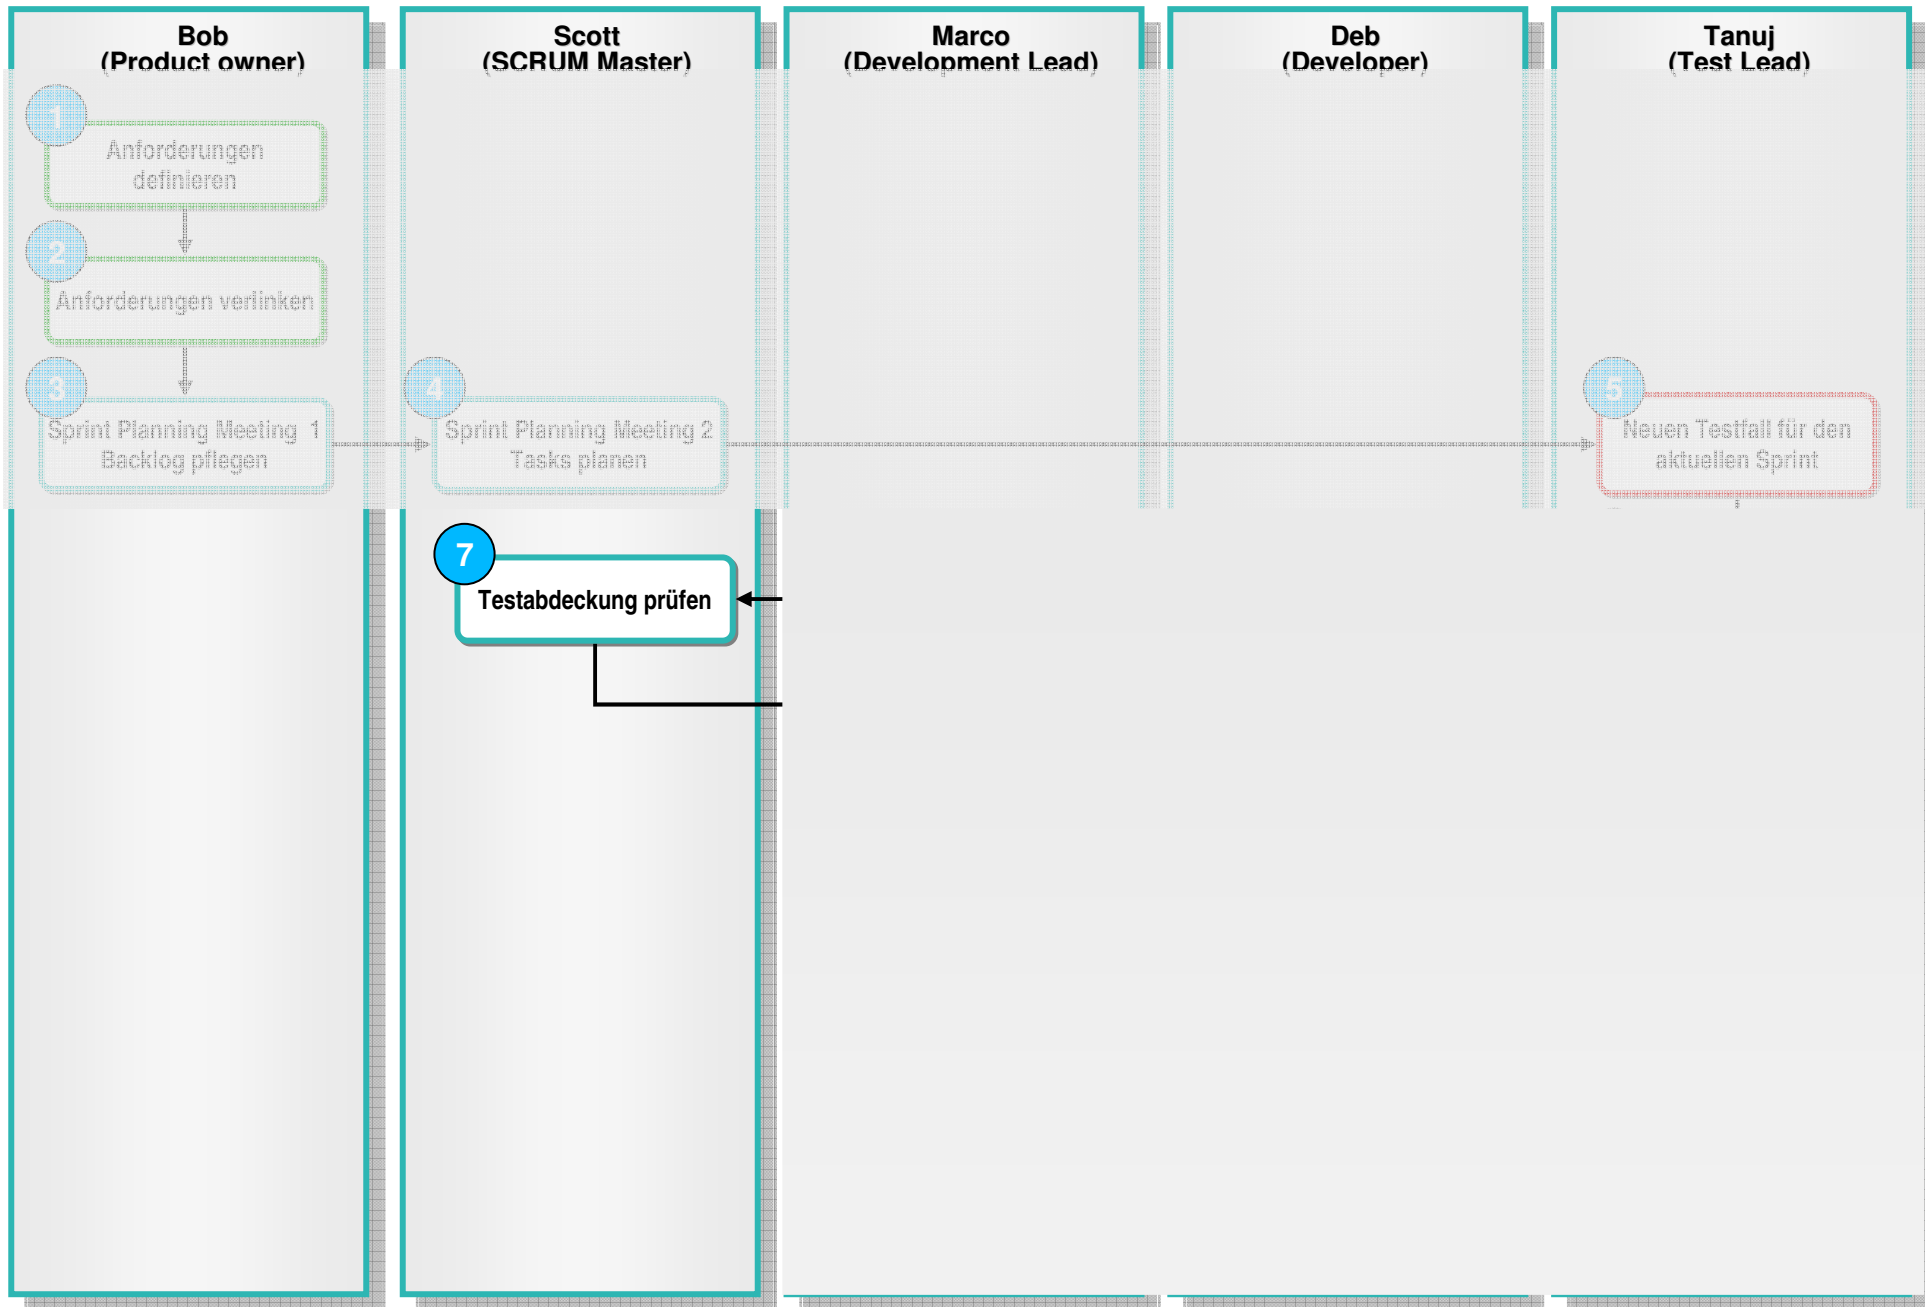 Bob
(Product owner)
Scott
(SCRUM Master)
Marco
(Development Lead)
Deb
(Developer)
Tanuj
(Test Lead)
1
Anforderungen
definieren
2
Anforderungen verlinken
3
Sprint Planning Meeting 1
Backlog pflegen
4
Sprint Planning Meeting 2
Tasks planen
5
Neuen Testfall für den
aktuellen Sprint
7
Testabdeckung prüfen